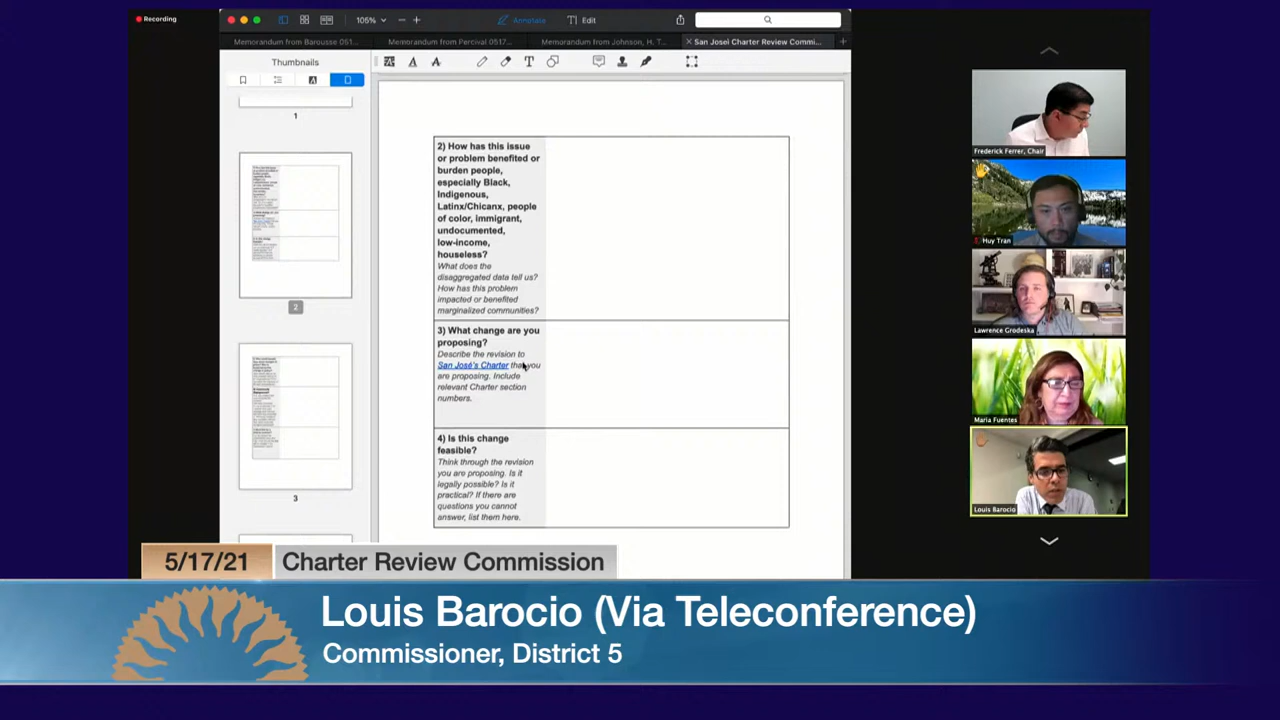 Recording
105%
Annotate
Edit
Memorandum from Barousse 051...
Memorandum from Percival 0517...
Memorandum from Johnson, H. T...
San José Charter Review Commi...
Thumbnails
1
2
3
2) How has this issue
or problem benefited or
burden people,
especially Black,
Indigenous,
Latinx/Chicanx, people
of color, immigrant,
undocumented,
low-income,
houseless?
What does the
disaggregated data tell us?
How has this problem
impacted or benefited
marginalized communities?
3) What change are you
proposing?
Describe the revision to
San José's Charter that you
are proposing. Include
relevant Charter section
numbers.
4) Is this change
feasible?
Think through the revision
you are proposing. Is it
legally possible? Is it
practical? If there are
questions you cannot
answer, list them here.
Frederick Ferrer, Chair
Huy Tran
Lawrence Grodeska
Maria Fuentes
Louis Barocio
5/17/21
Charter Review Commission
Louis Barocio (Via Teleconference)
Commissioner, District 5